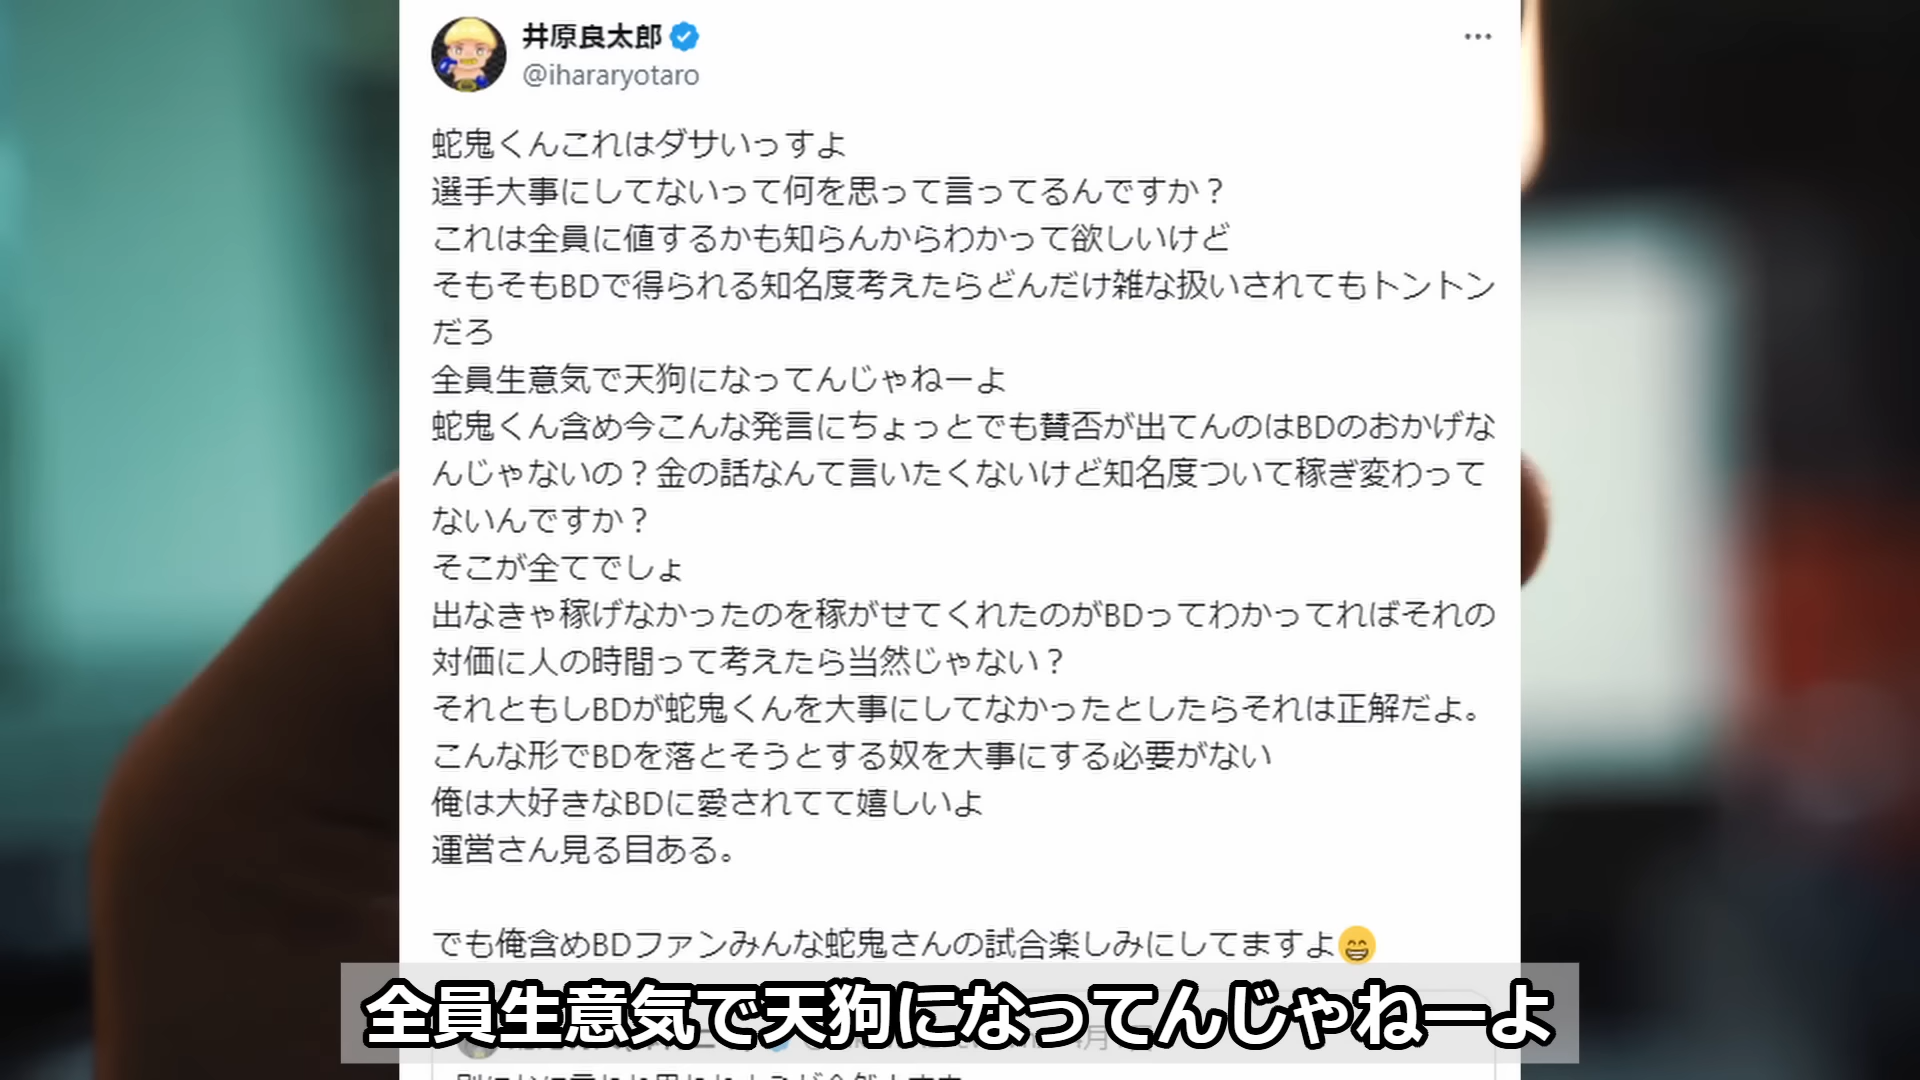 井原良太郎
@ihararyotaro
蛇鬼くんこれはダサいっすよ
選手大事にしてないって何を思って言ってるんですか？
これは全員に値するかも知らんからわかって欲しいけど
そもそもBDで得られる知名度考えたらどんだけ雑な扱いされてもトントン
だろ
全員生意気で天狗になってんじゃねーよ
蛇鬼くん含め今こんな発言にちょっとでも賛否が出てんのはBDのおかげな
んじゃないの？金の話なんて言いたくないけど知名度ついて稼ぎ変わって
ないんですか？
そこが全てでしょ
出なきゃ稼げなかったのを稼がせてくれたのがBDってわかってればそれの
対価に人の時間って考えたら当然じゃない？
それともしBDが蛇鬼くんを大事にしてなかったとしたらそれは正解だよ。
こんな形でBDを落とそうとする奴を大事にする必要がない
俺は大好きなBDに愛されてて嬉しいよ
運営さん見る目ある。
でも俺含めBDファンみんな蛇鬼さんの試合楽しみにしてますよ😁
全員生意気で天狗になってんじゃねーよ